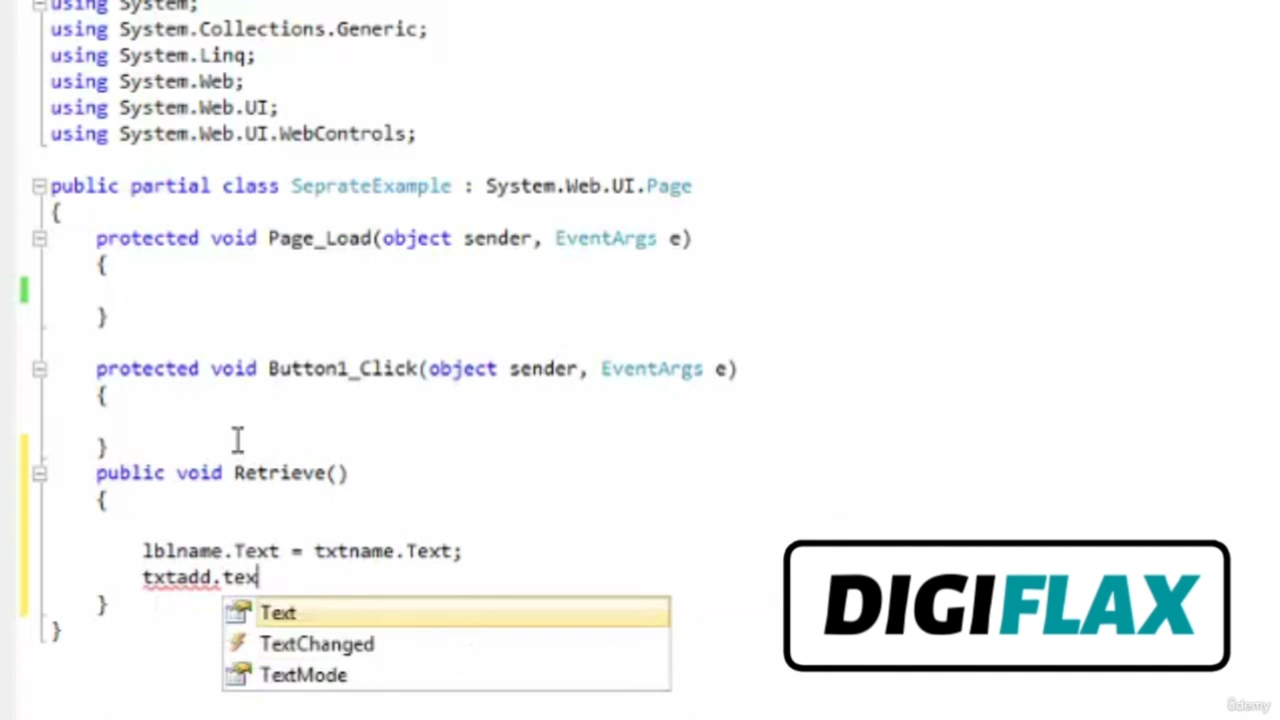 using System;
using System.Collections.Generic;
using System.Linq;
using System.Web;
using System.Web.UI;
using System.Web.UI.WebControls;
public partial class SeprateExample : System.Web.UI.Page
{
protected void Page_Load(object sender, EventArgs e)
{
}
protected void Button1_Click(object sender, EventArgs e)
{
}
public void Retrieve()
{
lblname.Text = txtname.Text;
txtadd.tex
}
}
Text
TextChanged
TextMode
DIGIFLAX
ûdemy